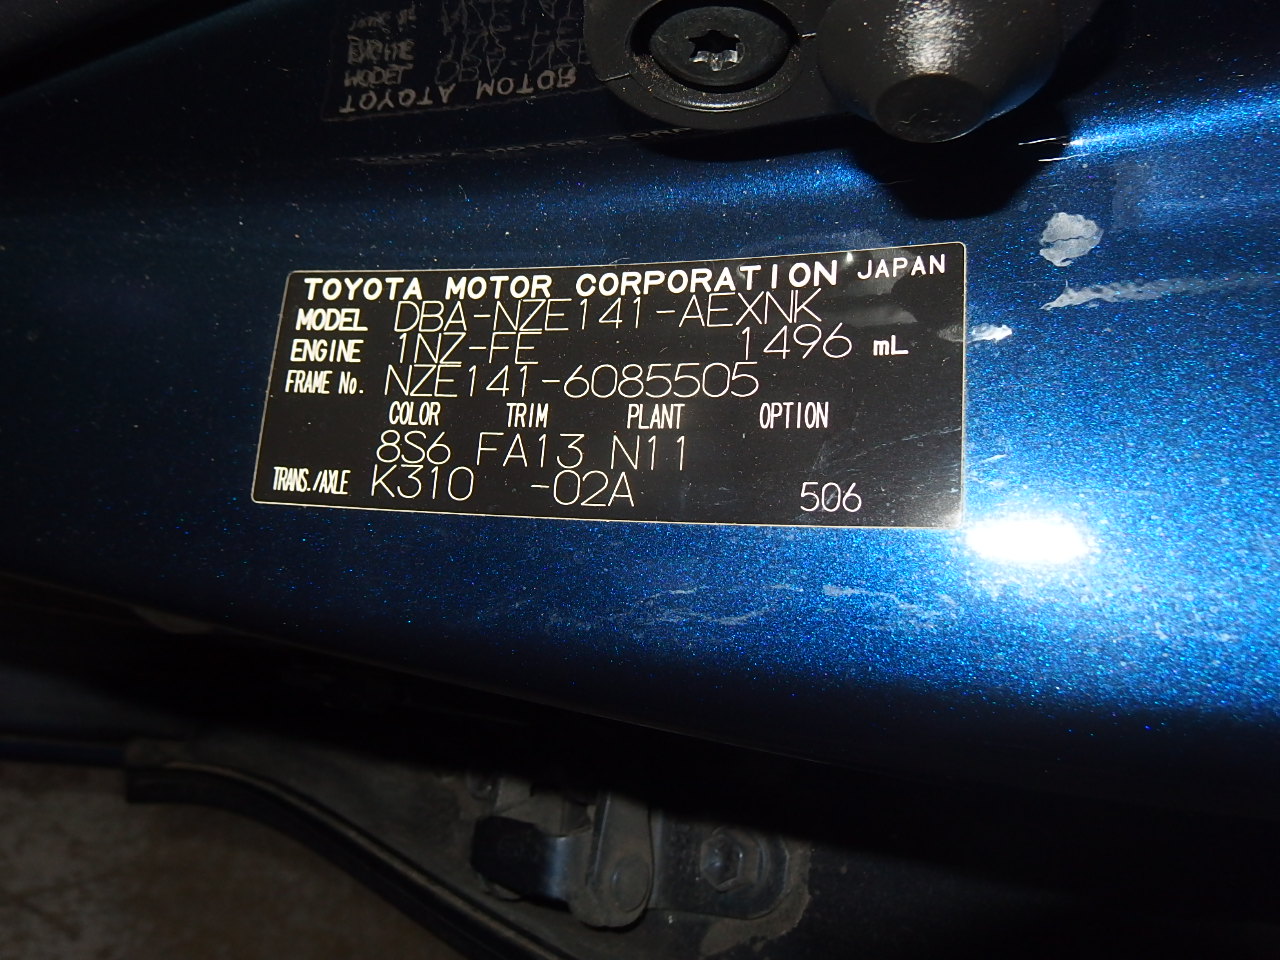 TOYOTA MOTOR CORPORATION JAPAN
MODEL DBA-NZE141-AEXNK
ENGINE 1NZ-FE 1496 mL
FRAME No. NZE141-6085505
COLOR TRIM PLANT OPTION
8S6 FA13 N11
TRANS./AXLE K310 -02A 506